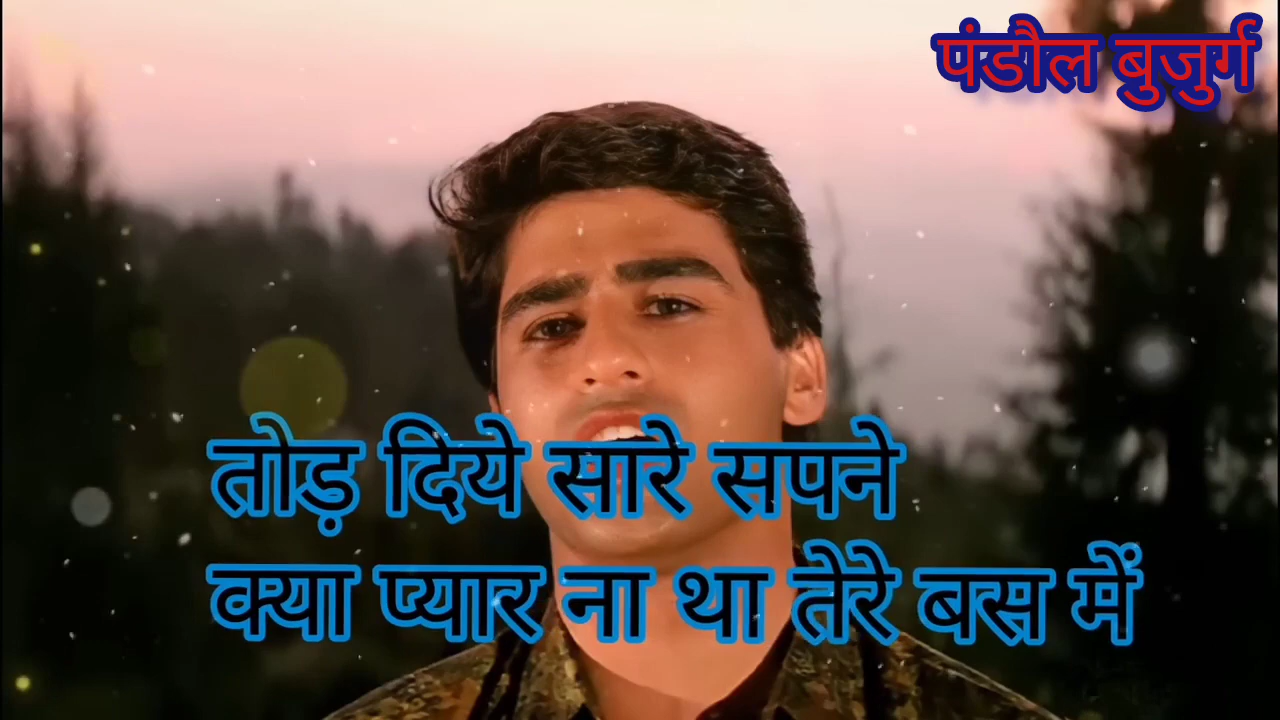 पंडौल बुजुर्ग
तोड़ दिये सारे सपने
क्या प्यार ना था तेरे बस में